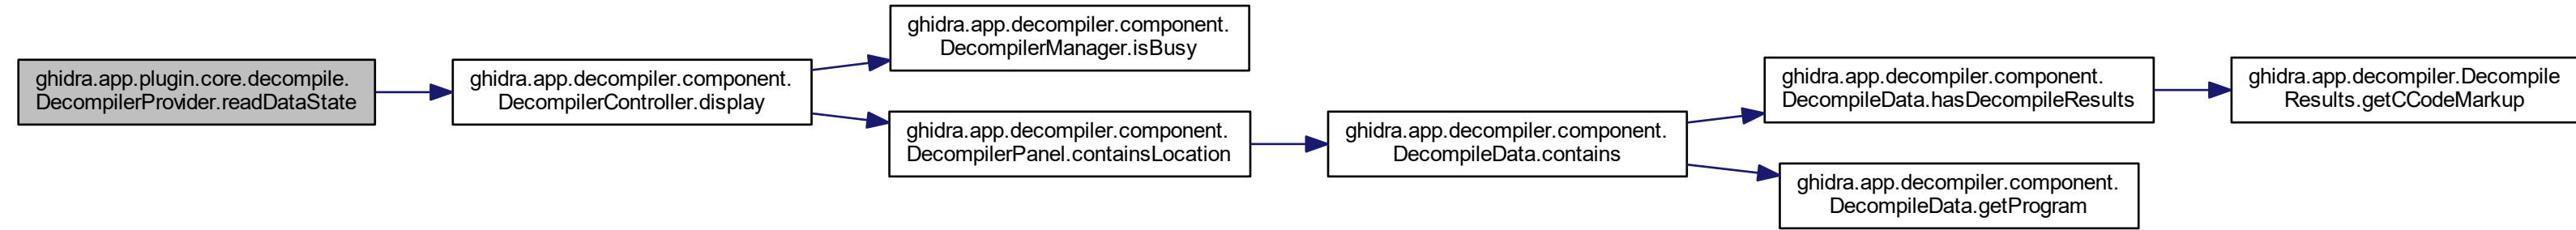 ghidra.app.plugin.core.decompile.
DecompilerProvider.readDataState
ghidra.app.decompiler.component.
DecompilerController.display
ghidra.app.decompiler.component.
DecompilerManager.isBusy
ghidra.app.decompiler.component.
DecompilerPanel.containsLocation
ghidra.app.decompiler.component.
DecompileData.contains
ghidra.app.decompiler.component.
DecompileData.hasDecompileResults
ghidra.app.decompiler.Decompile
Results.getCCodeMarkup
ghidra.app.decompiler.component.
DecompileData.getProgram